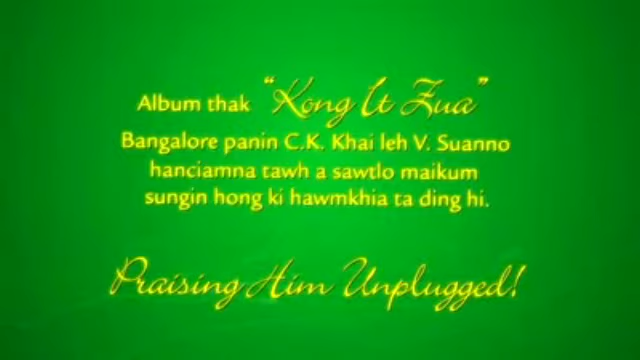 Album thak “Kong It Zua”
Bangalore panin C.K. Khai leh V. Suanno
hanciamna tawh a sawtlo maikum
sungin hong ki hawmkhia ta ding hi.
Praising Him Unplugged!